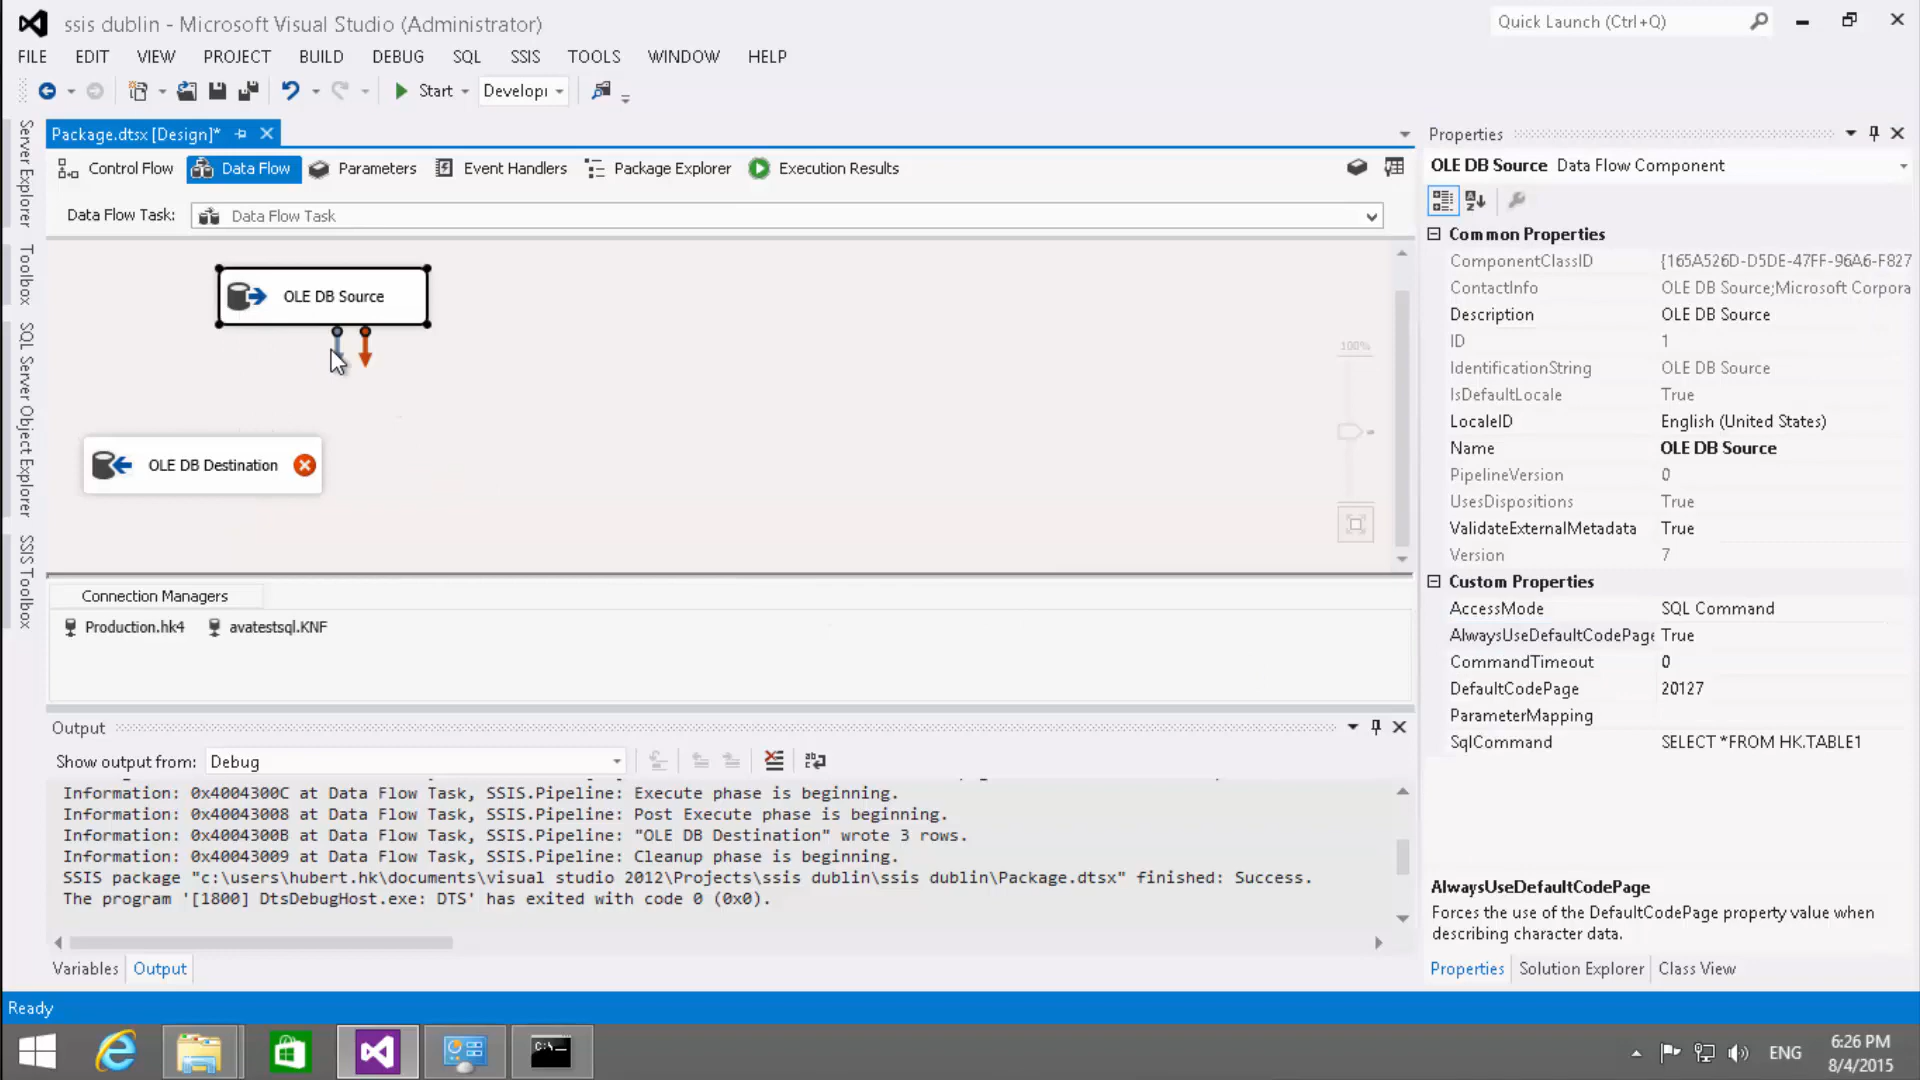 ssis dublin - Microsoft Visual Studio (Administrator)
Quick Launch (Ctrl+Q)
FILE EDIT VIEW PROJECT BUILD DEBUG SQL SSIS TOOLS WINDOW HELP
Start Developi
Server Explorer
Toolbox
SQL Server Object Explorer
SSIS Toolbox
Package.dtsx [Design]*
Control Flow Data Flow Parameters Event Handlers Package Explorer Execution Results
Data Flow Task: Data Flow Task
OLE DB Source
OLE DB Destination
100%
Connection Managers
Production.hk4 avatestsql.KNF
Output
Show output from: Debug
Information: 0x4004300C at Data Flow Task, SSIS.Pipeline: Execute phase is beginning.
Information: 0x40043008 at Data Flow Task, SSIS.Pipeline: Post Execute phase is beginning.
Information: 0x4004300B at Data Flow Task, SSIS.Pipeline: "OLE DB Destination" wrote 3 rows.
Information: 0x40043009 at Data Flow Task, SSIS.Pipeline: Cleanup phase is beginning.
SSIS package "c:\users\hubert.hk\documents\visual studio 2012\Projects\ssis dublin\ssis dublin\Package.dtsx" finished: Success.
The program '[1800] DtsDebugHost.exe: DTS' has exited with code 0 (0x0).
Variables Output
Properties
OLE DB Source Data Flow Component
Common Properties
ComponentClassID {165A526D-D5DE-47FF-96A6-F827
ContactInfo OLE DB Source;Microsoft Corpora
Description OLE DB Source
ID 1
IdentificationString OLE DB Source
IsDefaultLocale True
LocaleID English (United States)
Name OLE DB Source
PipelineVersion 0
UsesDispositions True
ValidateExternalMetadata True
Version 7
Custom Properties
AccessMode SQL Command
AlwaysUseDefaultCodePage True
CommandTimeout 0
DefaultCodePage 20127
ParameterMapping
SqlCommand SELECT *FROM HK.TABLE1
AlwaysUseDefaultCodePage
Forces the use of the DefaultCodePage property value when
describing character data.
Properties Solution Explorer Class View
Ready
C:\
ENG
6:26 PM
8/4/2015